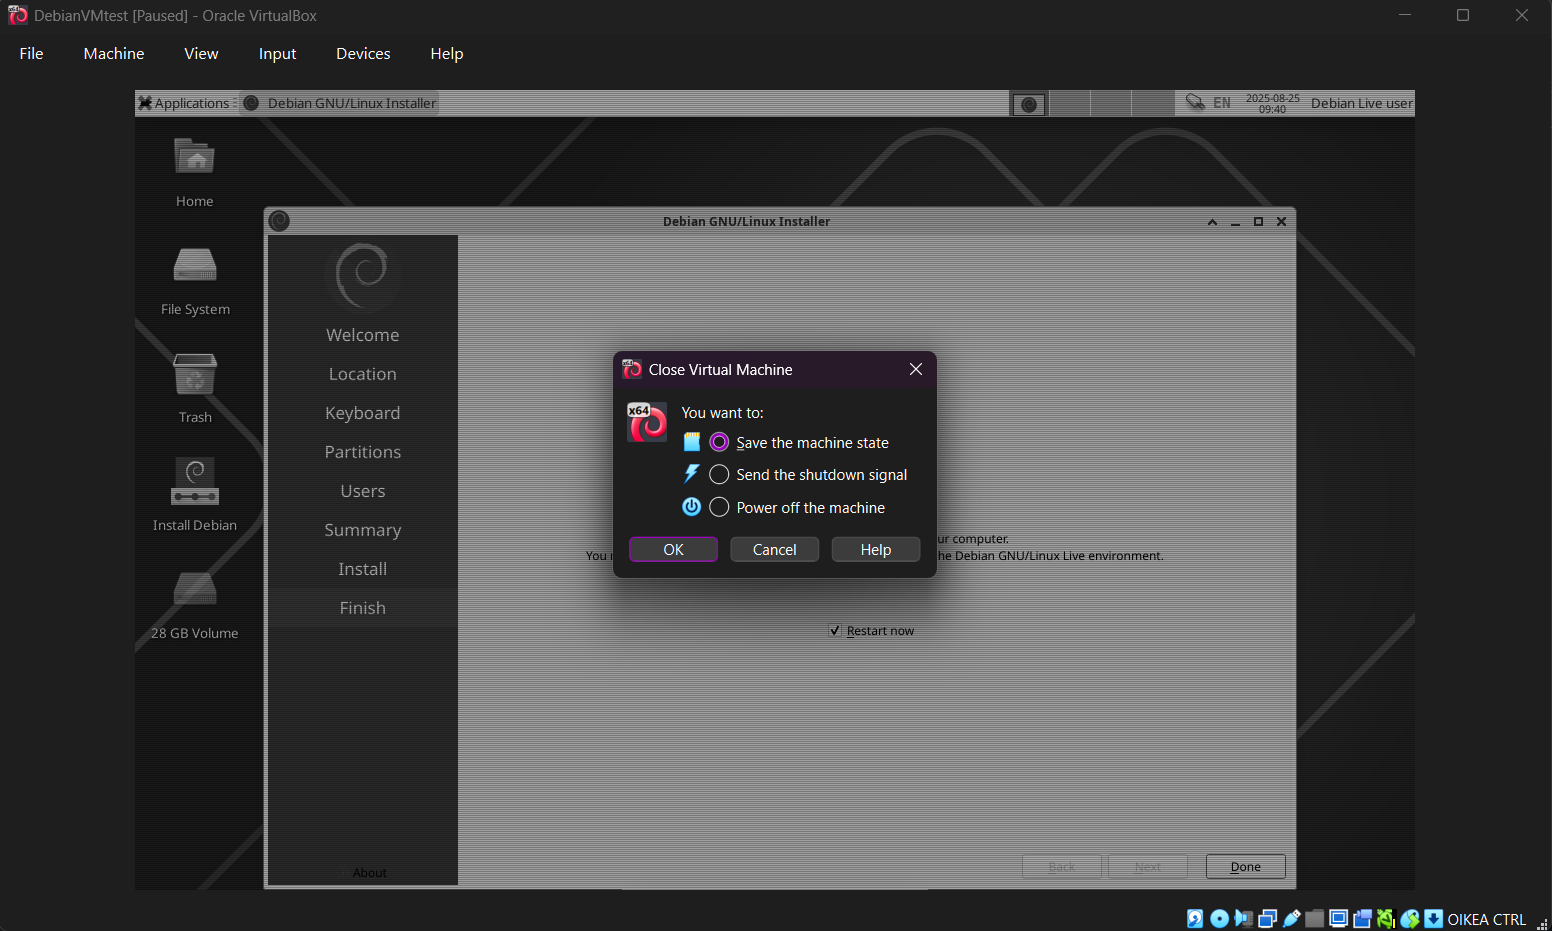 x64
DebianVMtest [Paused] - Oracle VirtualBox
File Machine View Input Devices Help
Applications Debian GNU/Linux Installer EN 2025-08-25 09:40 Debian Live user
Home
File System
Trash
Install Debian
28 GB Volume
Debian GNU/Linux Installer
Welcome
Location
Keyboard
Partitions
Users
Summary
Install
Finish
About
x64
Close Virtual Machine
x64
You want to:
Save the machine state
Send the shutdown signal
Power off the machine
OK Cancel Help
ur computer.
You he Debian GNU/Linux Live environment.
Restart now
Back Next Done
OIKEA CTRL